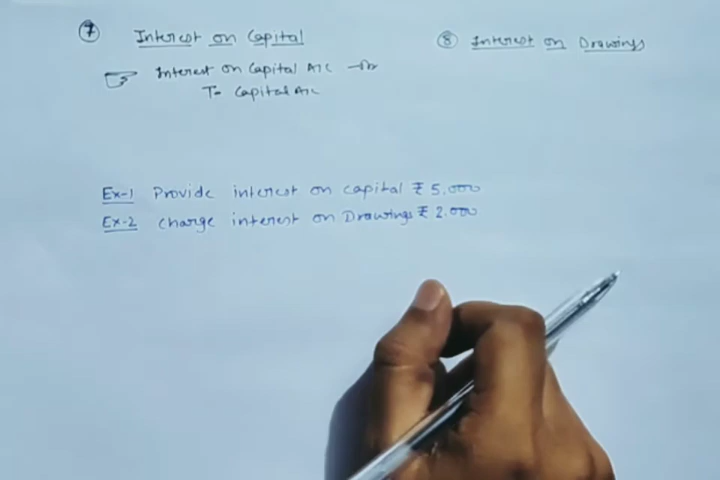 7 Interest on Capital
Interest on Capital A/c Dr
To Capital A/c
8 Interest on Drawings
Ex-1 Provide interest on capital ₹ 5,000
Ex-2 Charge interest on Drawings ₹ 2,000